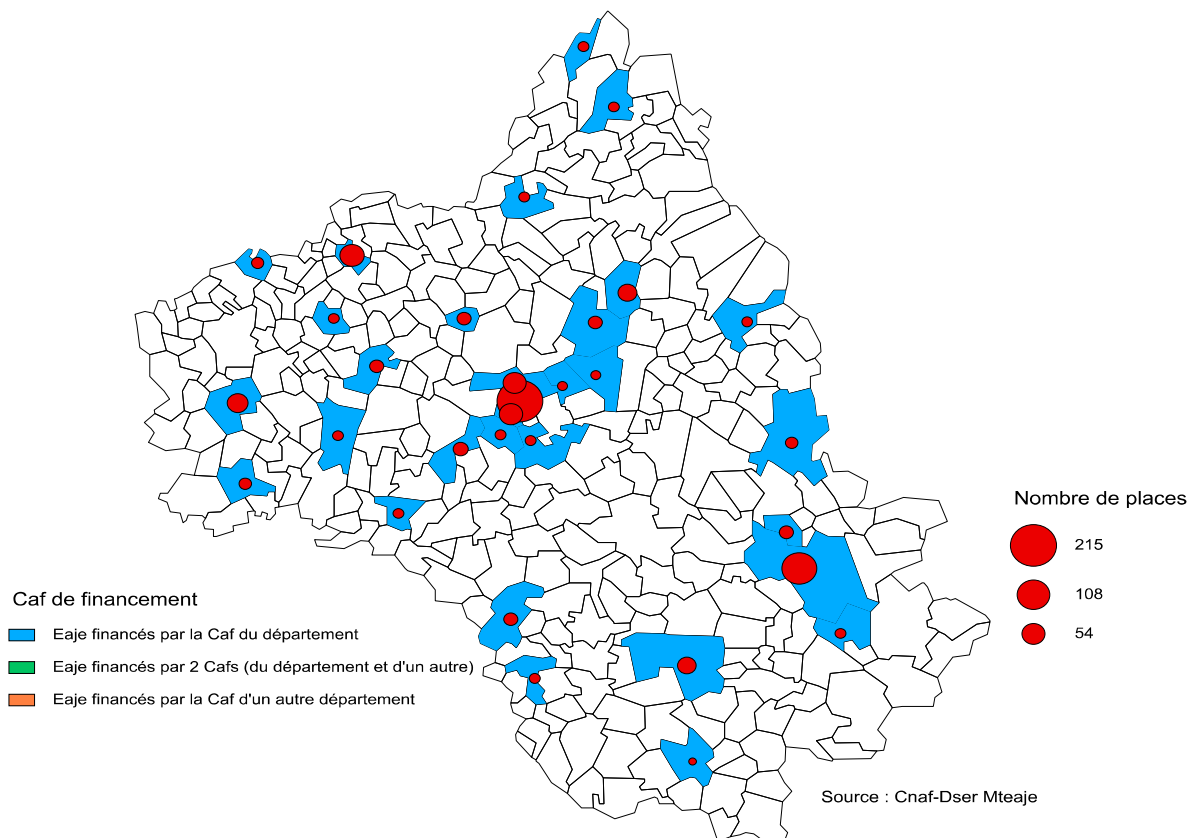 Nombre de places
215
108
54
Caf de financement
Eaje financés par la Caf du département
Eaje financés par 2 Cafs (du département et d'un autre)
Eaje financés par la Caf d'un autre département
Source : Cnaf-Dser Mteaje